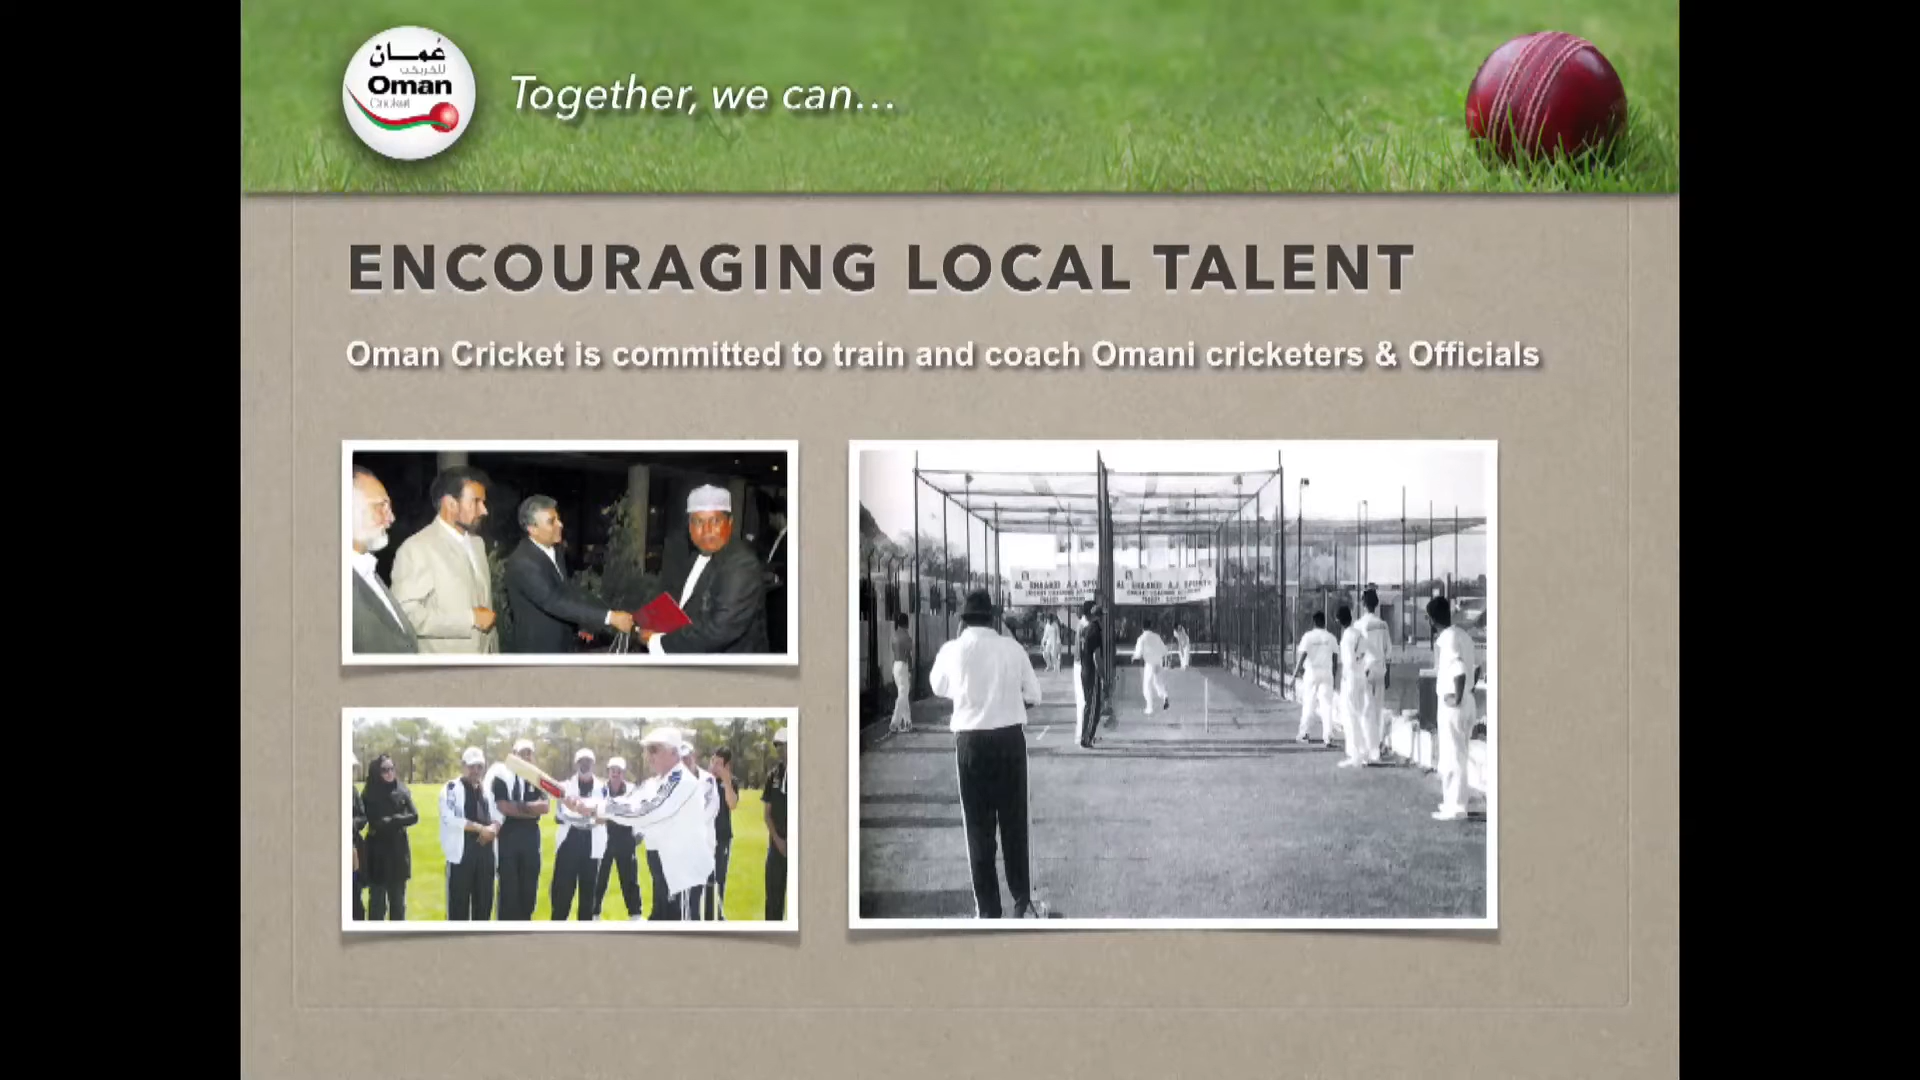 عُمان
للكريكت
Oman
Cricket
Together, we can...
ENCOURAGING LOCAL TALENT
Oman Cricket is committed to train and coach Omani cricketers & Officials